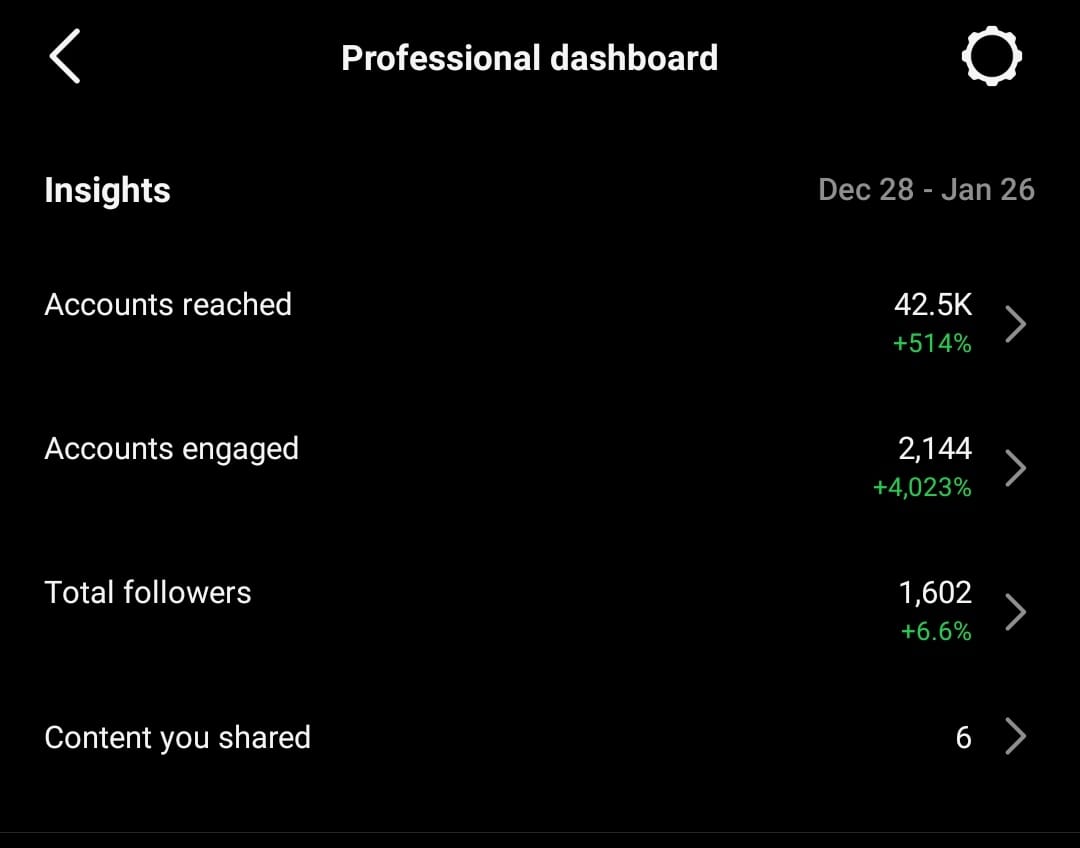 Professional dashboard
Insights
Dec 28 - Jan 26
Accounts reached
42.5K
+514%
Accounts engaged
2,144
+4,023%
Total followers
1,602
+6.6%
Content you shared
6